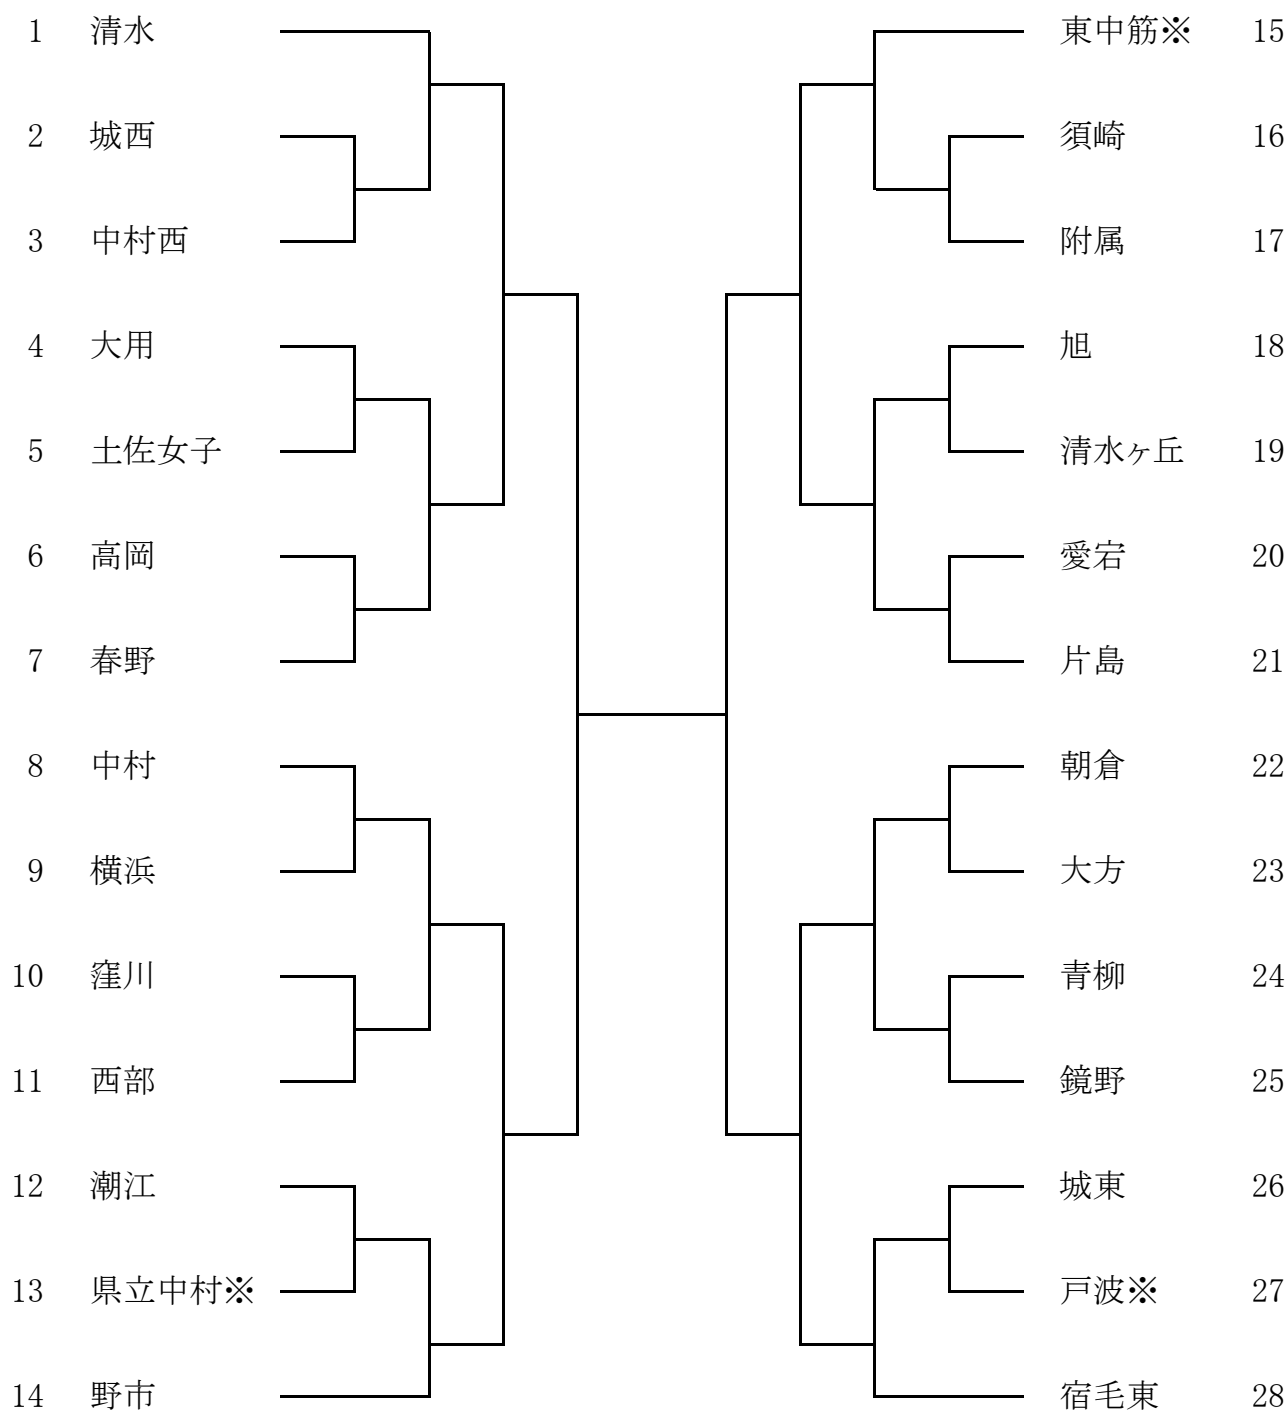 1 清水 東中筋※ 15
2 城西 須崎 16
3 中村西 附属 17
4 大用 旭 18
5 土佐女子 清水ヶ丘 19
6 高岡 愛宕 20
7 春野 片島 21
8 中村 朝倉 22
9 横浜 大方 23
10 窪川 青柳 24
11 西部 鏡野 25
12 潮江 城東 26
13 県立中村※ 戸波※ 27
14 野市 宿毛東 28